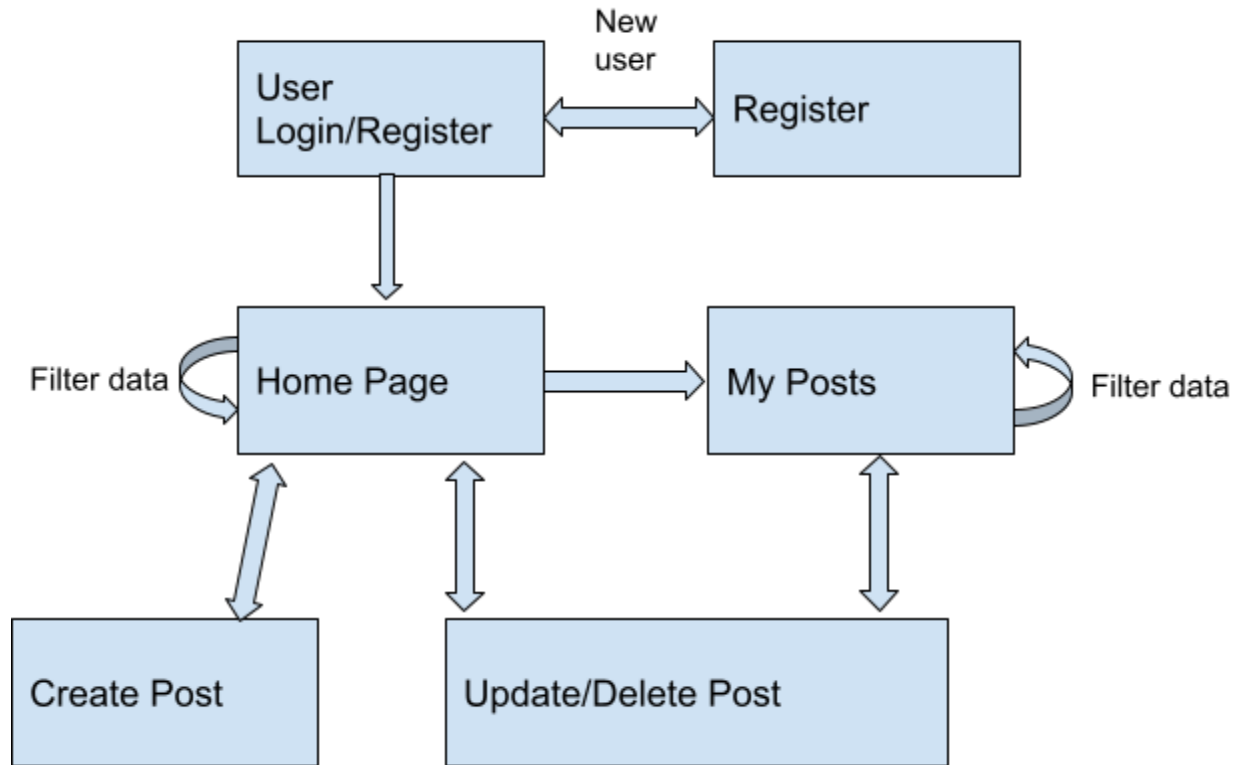 New
user
User
Login/Register
Register
Filter data
Home Page
My Posts
Filter data
Create Post
Update/Delete Post